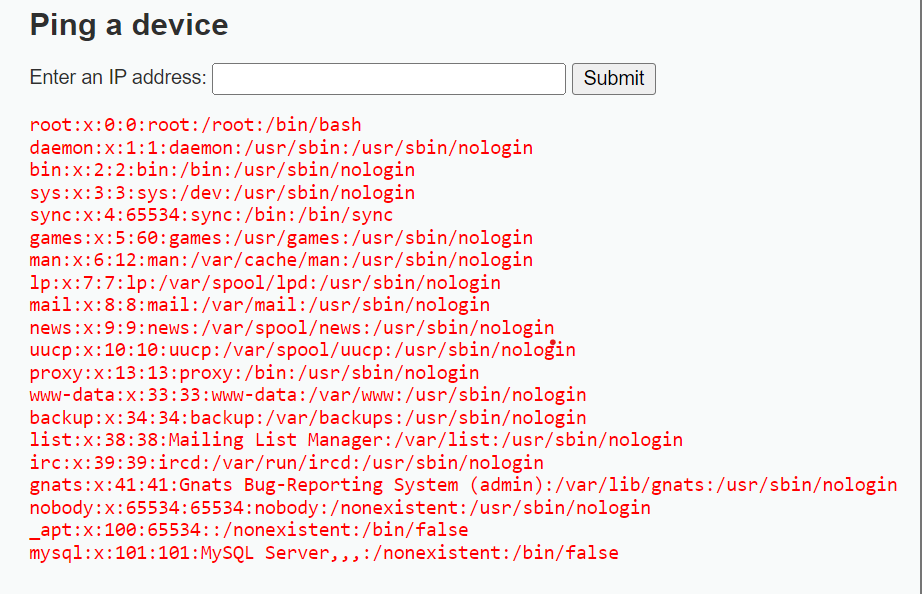 Ping a device
Enter an IP address: Submit
root:x:0:0:root:/root:/bin/bash
daemon:x:1:1:daemon:/usr/sbin:/usr/sbin/nologin
bin:x:2:2:bin:/bin:/usr/sbin/nologin
sys:x:3:3:sys:/dev:/usr/sbin/nologin
sync:x:4:65534:sync:/bin:/bin/sync
games:x:5:60:games:/usr/games:/usr/sbin/nologin
man:x:6:12:man:/var/cache/man:/usr/sbin/nologin
lp:x:7:7:lp:/var/spool/lpd:/usr/sbin/nologin
mail:x:8:8:mail:/var/mail:/usr/sbin/nologin
news:x:9:9:news:/var/spool/news:/usr/sbin/nologin
uucp:x:10:10:uucp:/var/spool/uucp:/usr/sbin/nologin
proxy:x:13:13:proxy:/bin:/usr/sbin/nologin
www-data:x:33:33:www-data:/var/www:/usr/sbin/nologin
backup:x:34:34:backup:/var/backups:/usr/sbin/nologin
list:x:38:38:Mailing List Manager:/var/list:/usr/sbin/nologin
irc:x:39:39:ircd:/var/run/ircd:/usr/sbin/nologin
gnats:x:41:41:Gnats Bug-Reporting System (admin):/var/lib/gnats:/usr/sbin/nologin
nobody:x:65534:65534:nobody:/nonexistent:/usr/sbin/nologin
_apt:x:100:65534::/nonexistent:/bin/false
mysql:x:101:101:MySQL Server,,,:/nonexistent:/bin/false